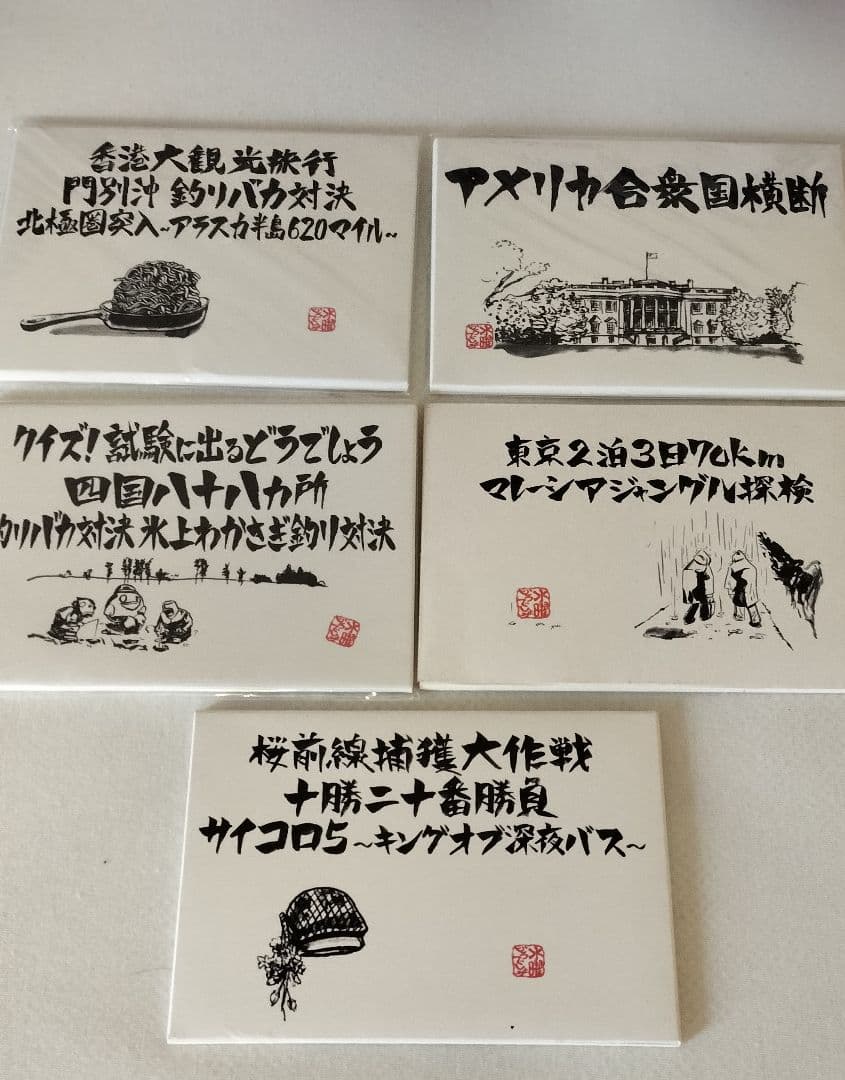 香港大観光旅行
門別沖 釣りバカ対決
北極圏突入~アラスカ半島620マイル~
アメリカ合衆国横断
クイズ!試験に出るどうでしょう
四国八十八カ所
釣りバカ対決 氷上わかさぎ釣り対決
東京2泊3日70km
マレーシアジャングル探検
桜前線捕獲大作戦
十勝二十番勝負
サイコロ5~キングオブ深夜バス~